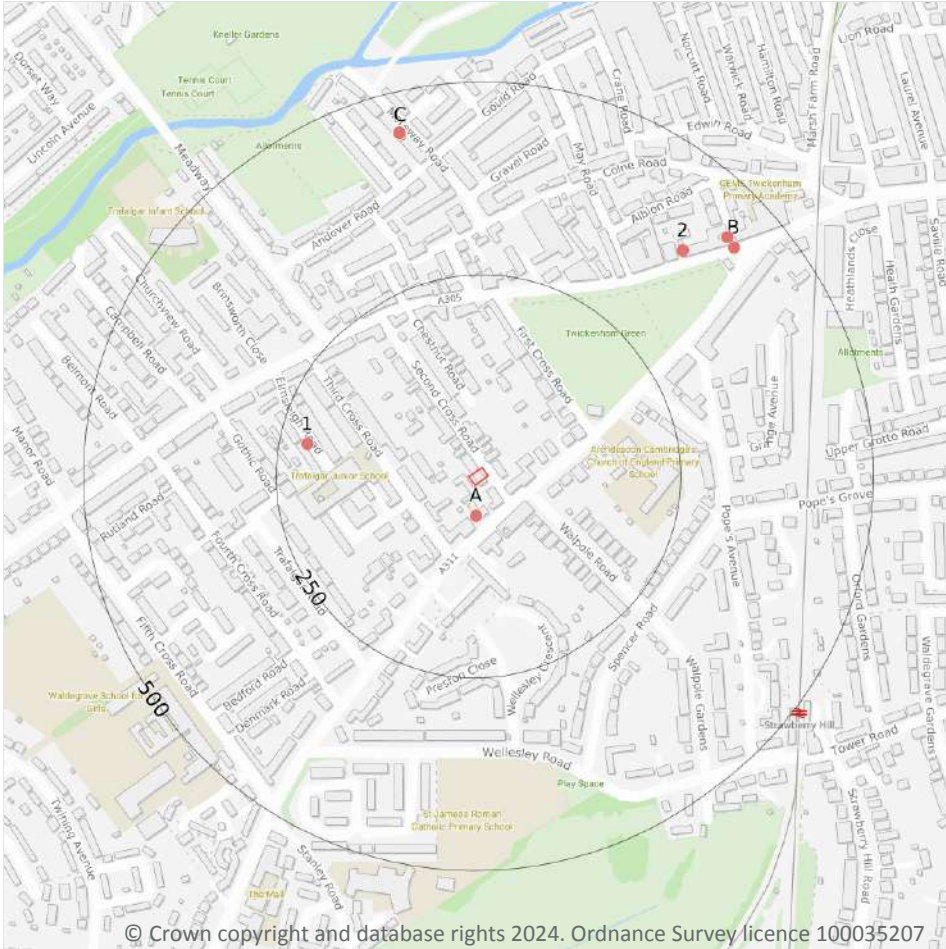 Kneller Gardens
Lion Road
Dorset Way
Tennis Court
Tennis Court
Lincoln Avenue
Norcutt Road
Warwick Road
Hamilton Road
Marsh Farm Road
Laurel Avenue
Crane Road
Gould Road
C
Edwin Road
Meadway
Allotments
Gravel Road
May Road
Colne Road
GEMS Twickenham
Primary Academy
Albion Road
Trafalgar Infant School
Andover Road
2
B
Saville Road
Heathlands Close
Heath Gardens
Churchview Road
Campbell Road
Brinsworth Close
A305
Twickenham Green
First Cross Road
Chestnut Road
Second Cross Road
Third Cross Road
Belmont Road
Allotments
1
Manor Road
Gothic Road
Trafalgar Junior School
A
Archdeacon Cambridge's
Church of England Primary
School
Upper Grotto Road
Pope's Grove
Rutland Road
Fourth Cross Road
250
A311
Walpole Road
Pope's Avenue
Orford Gardens
Waldegrave Gardens
Fifth Cross Road
Bedford Road
Denmark Road
Preston Close
Wellesley Crescent
Spencer Road
Walpole Gardens
Waldegrave School for
Girls
500
Strawberry Hill
Tower Road
Wellesley Road
Play Space
St James's Roman
Catholic Primary School
Twining Avenue
Stanley Road
The Mall
Strawberry Hill Road
© Crown copyright and database rights 2024. Ordnance Survey licence 100035207